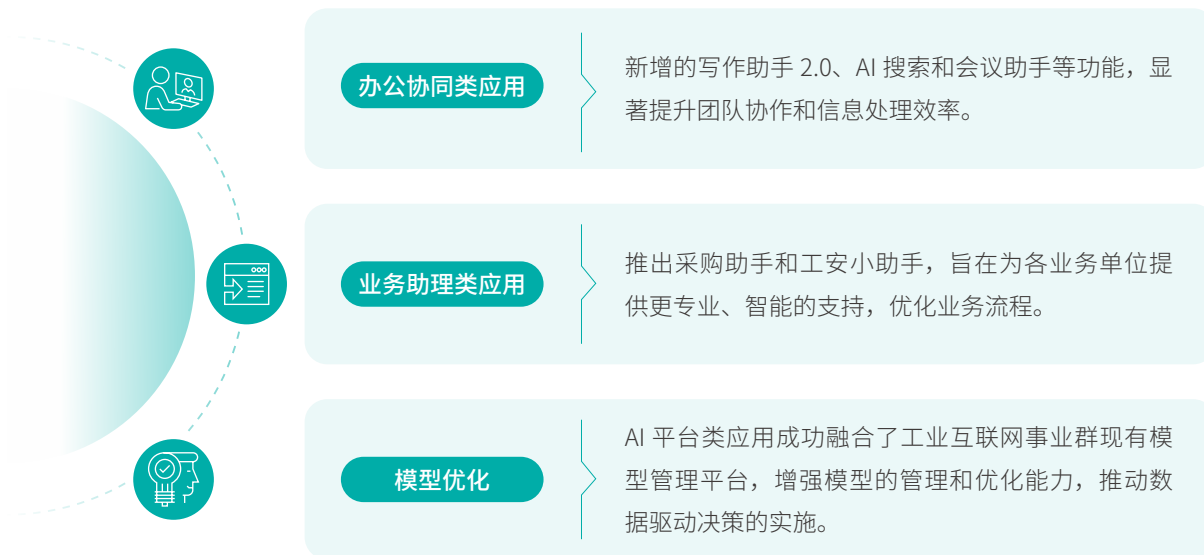 办公协同类应用
新增的写作助手 2.0、AI 搜索和会议助手等功能，显
著提升团队协作和信息处理效率。
业务助理类应用
推出采购助手和工安小助手，旨在为各业务单位提
供更专业、智能的支持，优化业务流程。
模型优化
AI 平台类应用成功融合了工业互联网事业群现有模
型管理平台，增强模型的管理和优化能力，推动数
据驱动决策的实施。